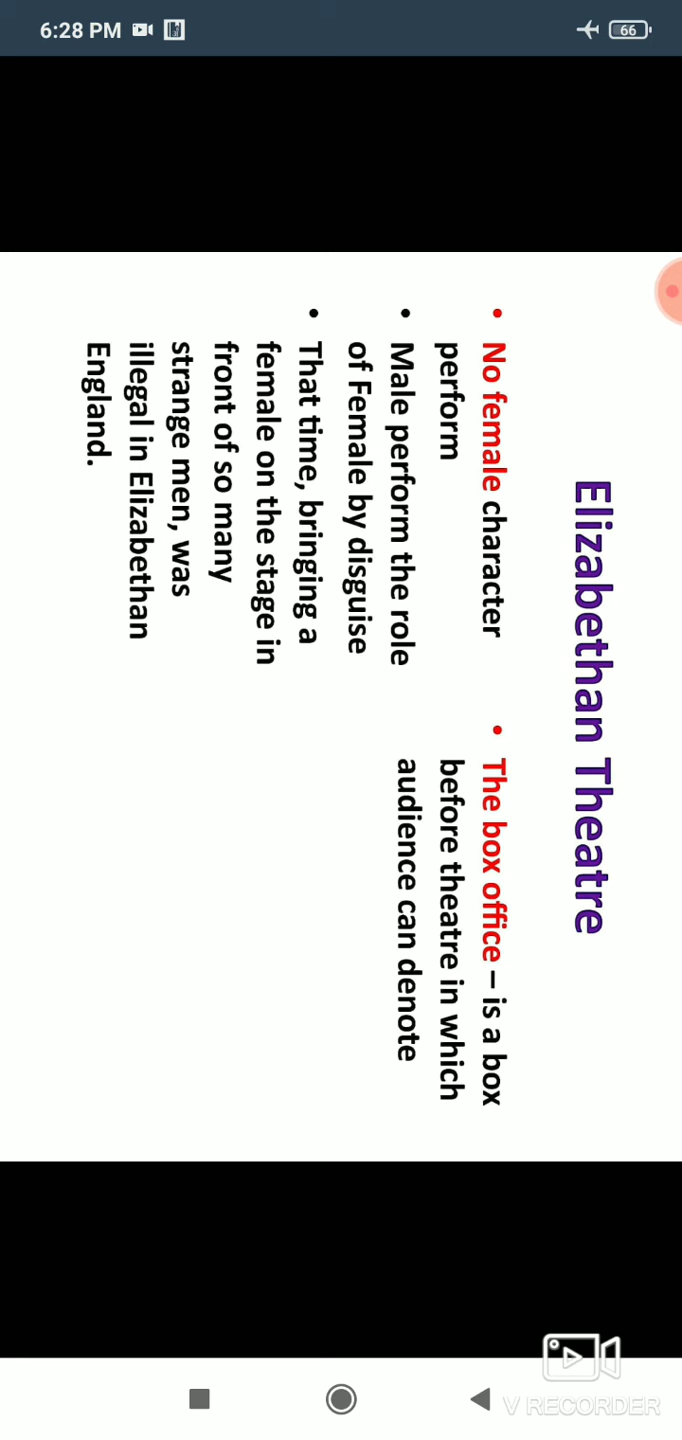 6:28 PM
66
Elizabethan Theatre
• No female character
perform
• Male perform the role
of Female by disguise
• That time, bringing a
female on the stage in
front of so many
strange men, was
illegal in Elizabethan
England.
• The box office – is a box
before theatre in which
audience can denote
V RECORDER